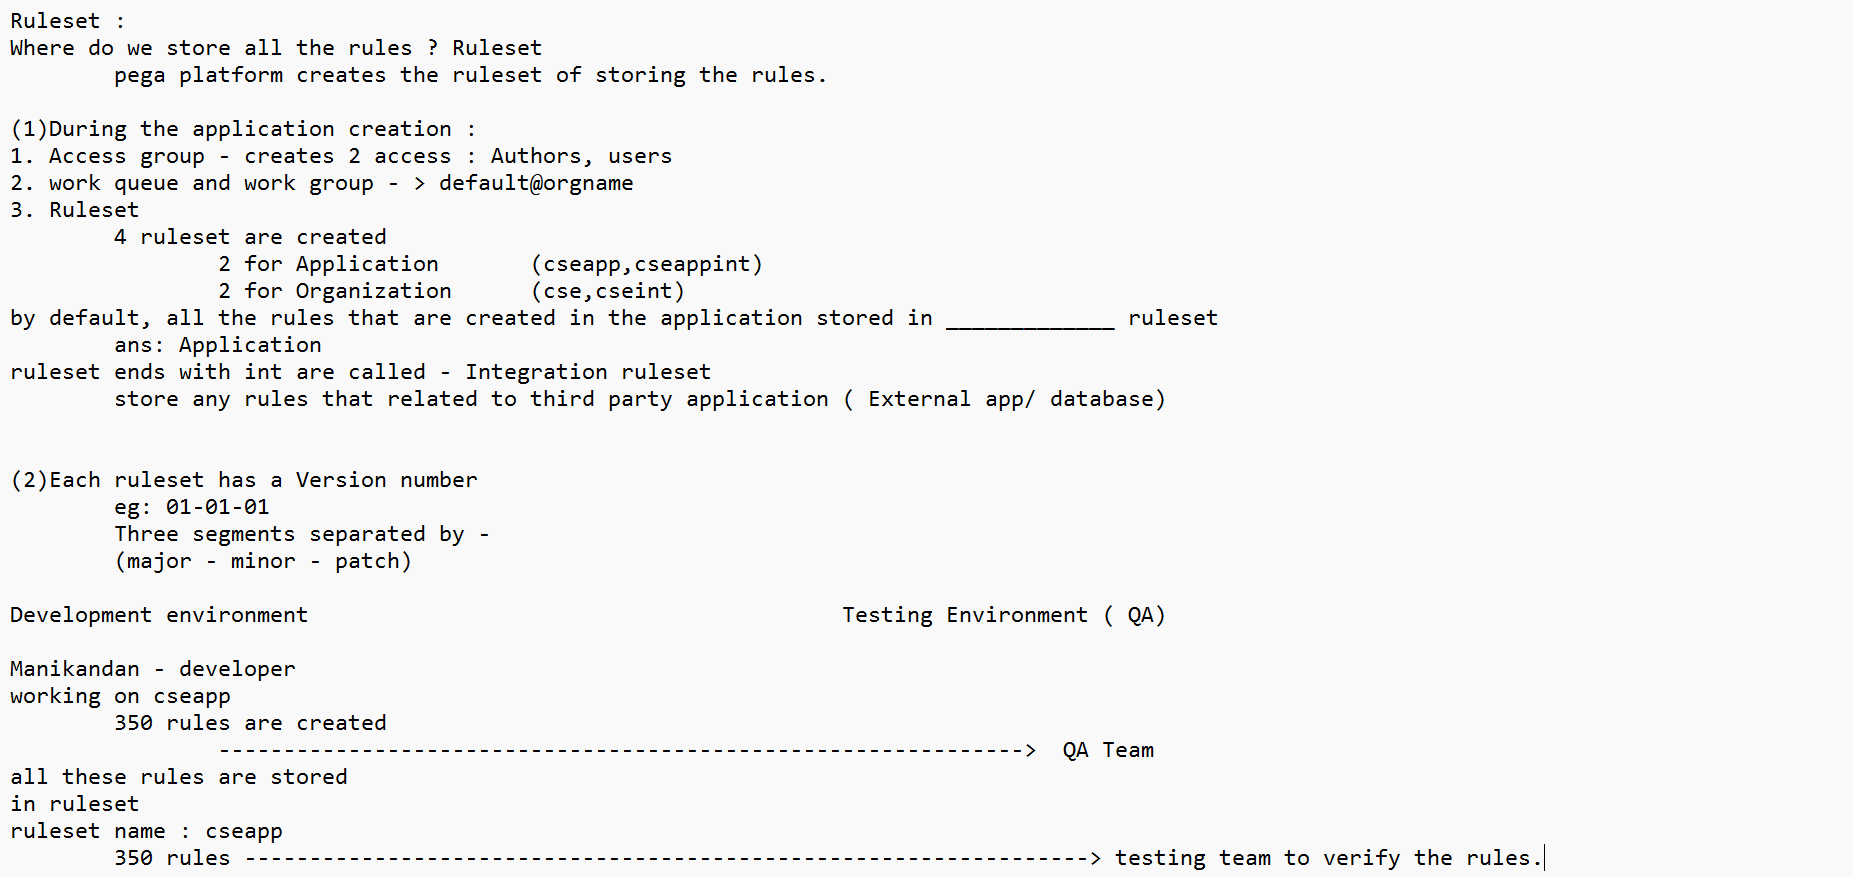 Ruleset :
Where do we store all the rules ? Ruleset
pega platform creates the ruleset of storing the rules.
(1)During the application creation :
1. Access group - creates 2 access : Authors, users
2. work queue and work group - > default@orgname
3. Ruleset
4 ruleset are created
2 for Application (cseapp,cseappint)
2 for Organization (cse,cseint)
by default, all the rules that are created in the application stored in _____________ ruleset
ans: Application
ruleset ends with int are called - Integration ruleset
store any rules that related to third party application ( External app/ database)
(2)Each ruleset has a Version number
eg: 01-01-01
Three segments separated by -
(major - minor - patch)
Development environment Testing Environment ( QA)
Manikandan - developer
working on cseapp
350 rules are created
--------------------------------------------------------------> QA Team
all these rules are stored
in ruleset
ruleset name : cseapp
350 rules -----------------------------------------------------------------> testing team to verify the rules.